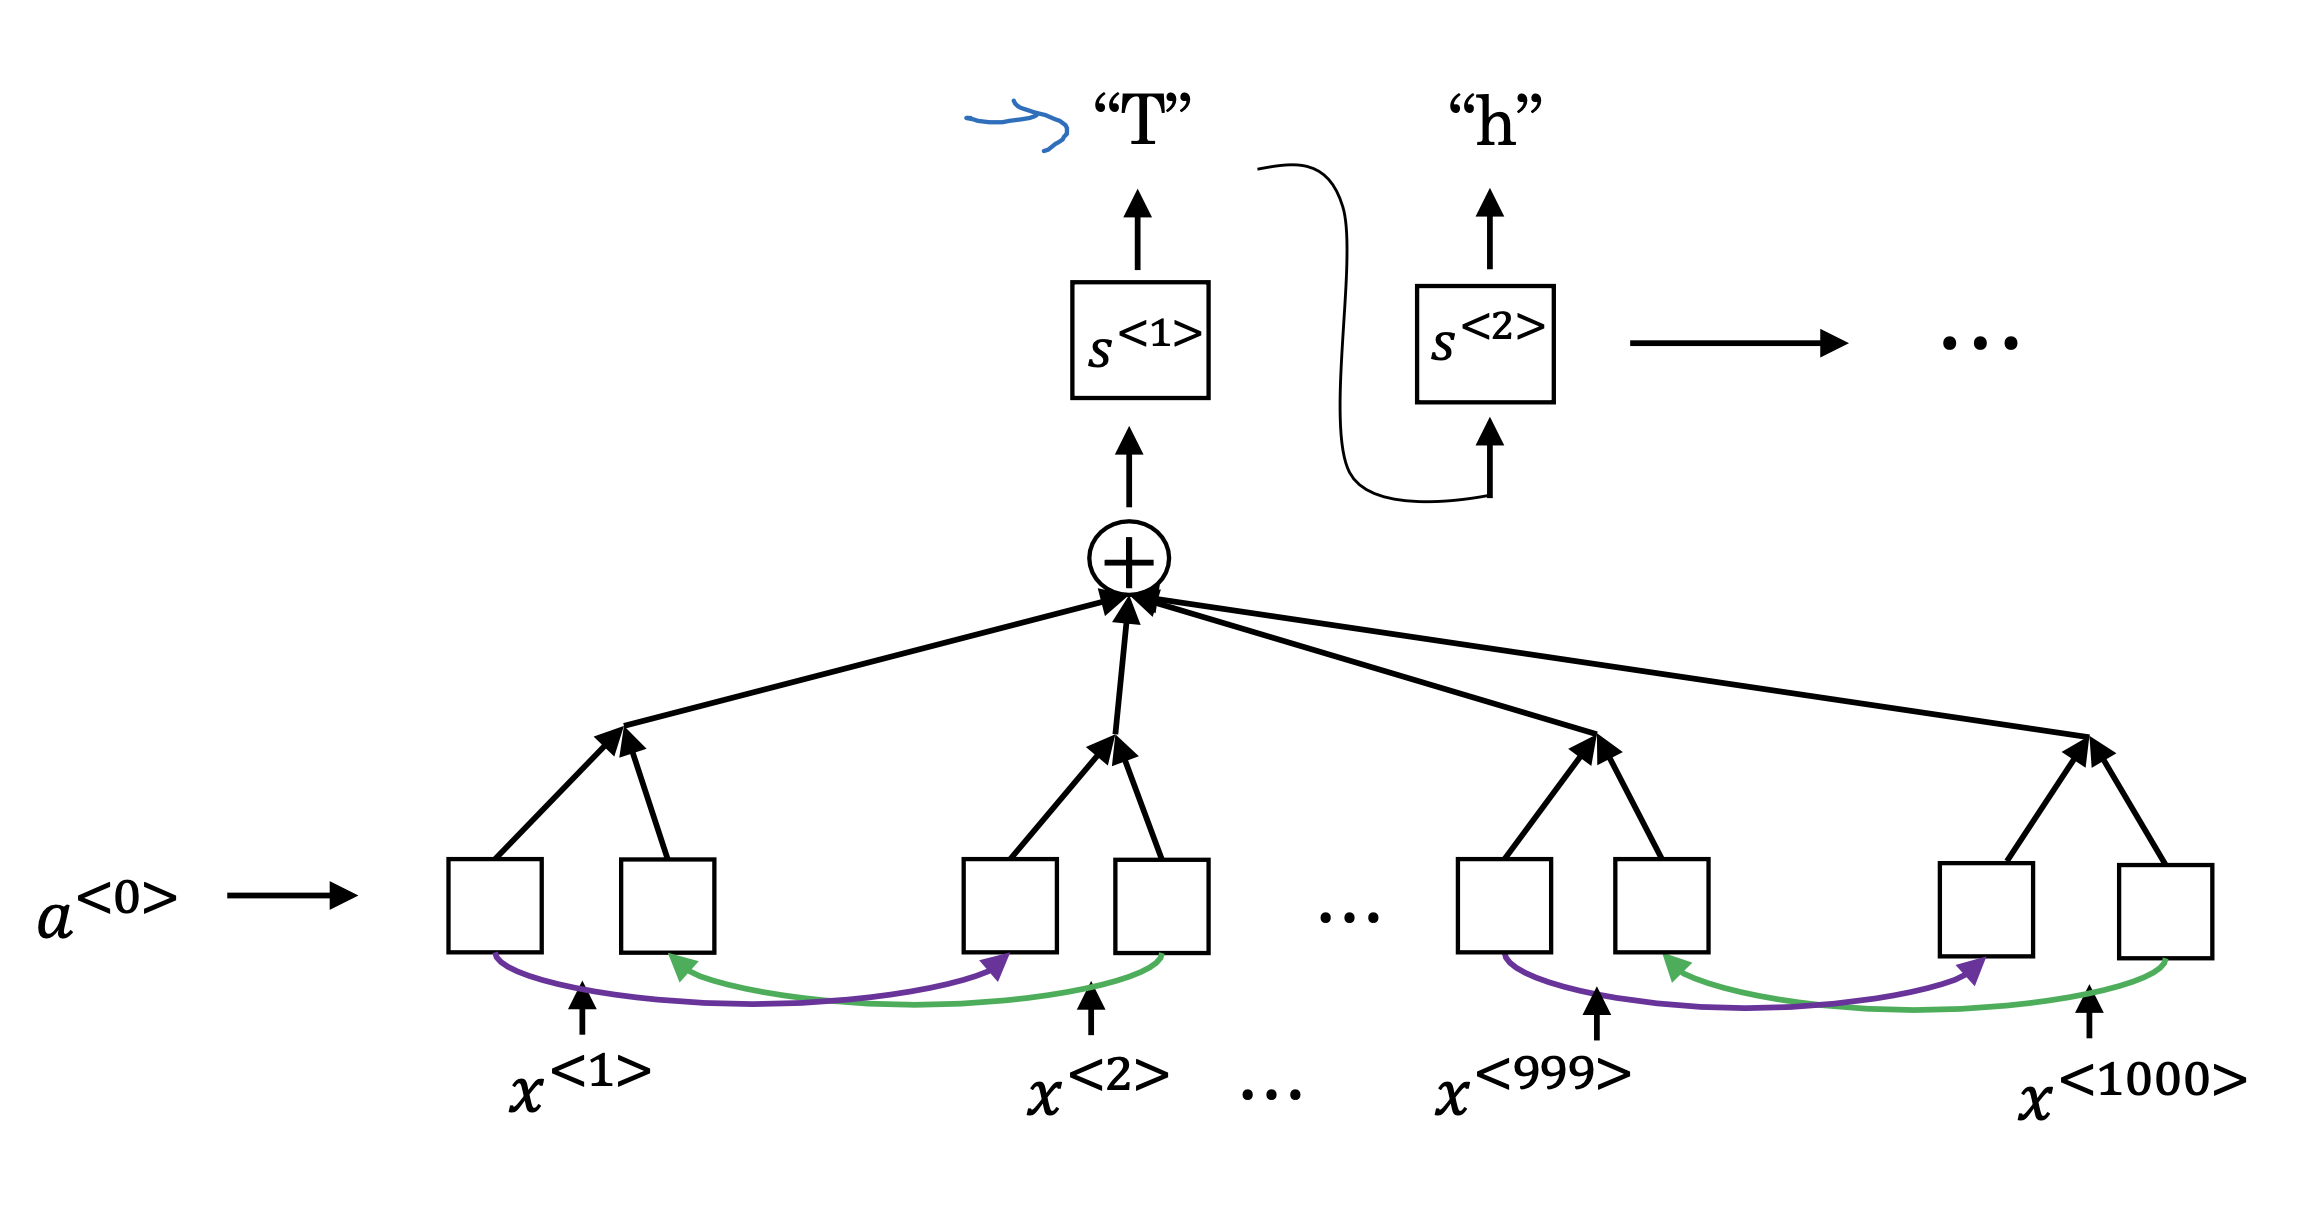 “T” “h”
s<1> s<2> ...
+
a<0> ...
x<1> x<2> ... x<999> x<1000>